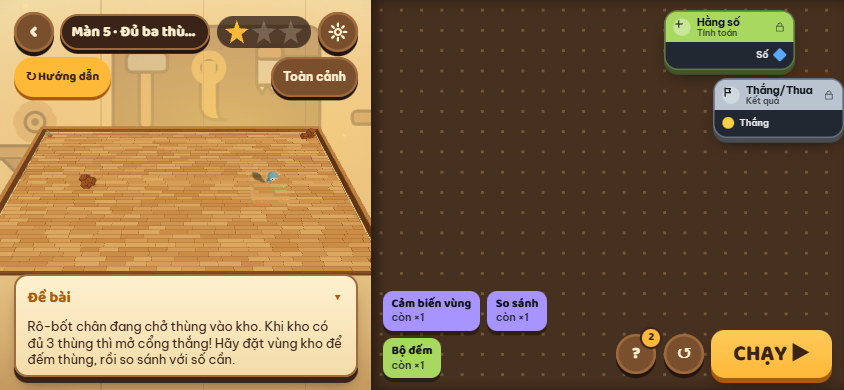 Màn 5 · Đủ ba thù...
↻ Hướng dẫn
Toàn cảnh
Đề bài
Rô-bốt chân đang chở thùng vào kho. Khi kho có
đủ 3 thùng thì mở cổng thắng! Hãy đặt vùng kho để
đếm thùng, rồi so sánh với số cần.
Hằng số
Tính toán
Số
Thắng/Thua
Kết quả
Thắng
Cảm biến vùng
còn ×1
So sánh
còn ×1
Bộ đếm
còn ×1
?
2
CHẠY